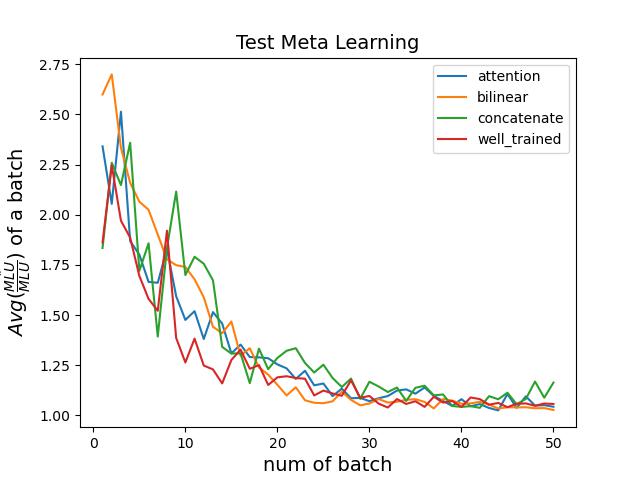 Test Meta Learning
attention
bilinear
concatenate
well_trained
2.75
2.50
2.25
2.00
1.75
1.50
1.25
1.00
Avg(MLU/MLU) of a batch
0
10
20
30
40
50
num of batch